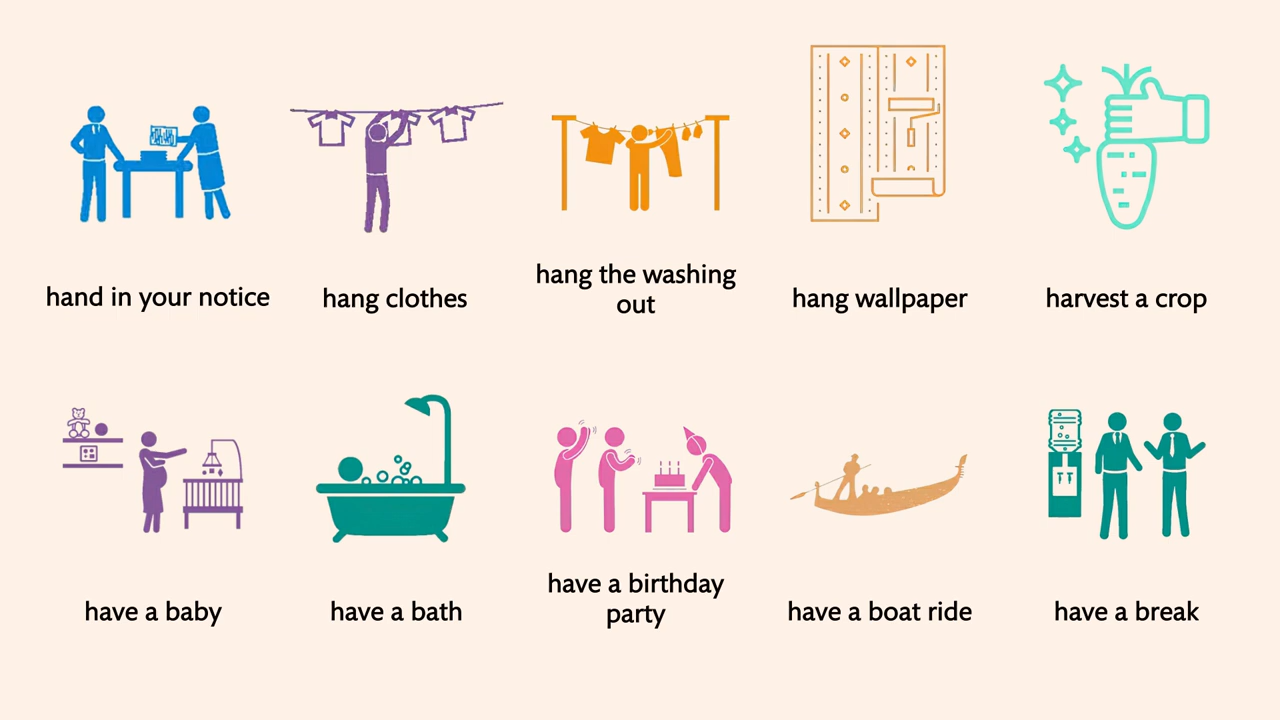 hand in your notice
hang clothes
hang the washing
out
hang wallpaper
harvest a crop
have a baby
have a bath
have a birthday
party
have a boat ride
have a break